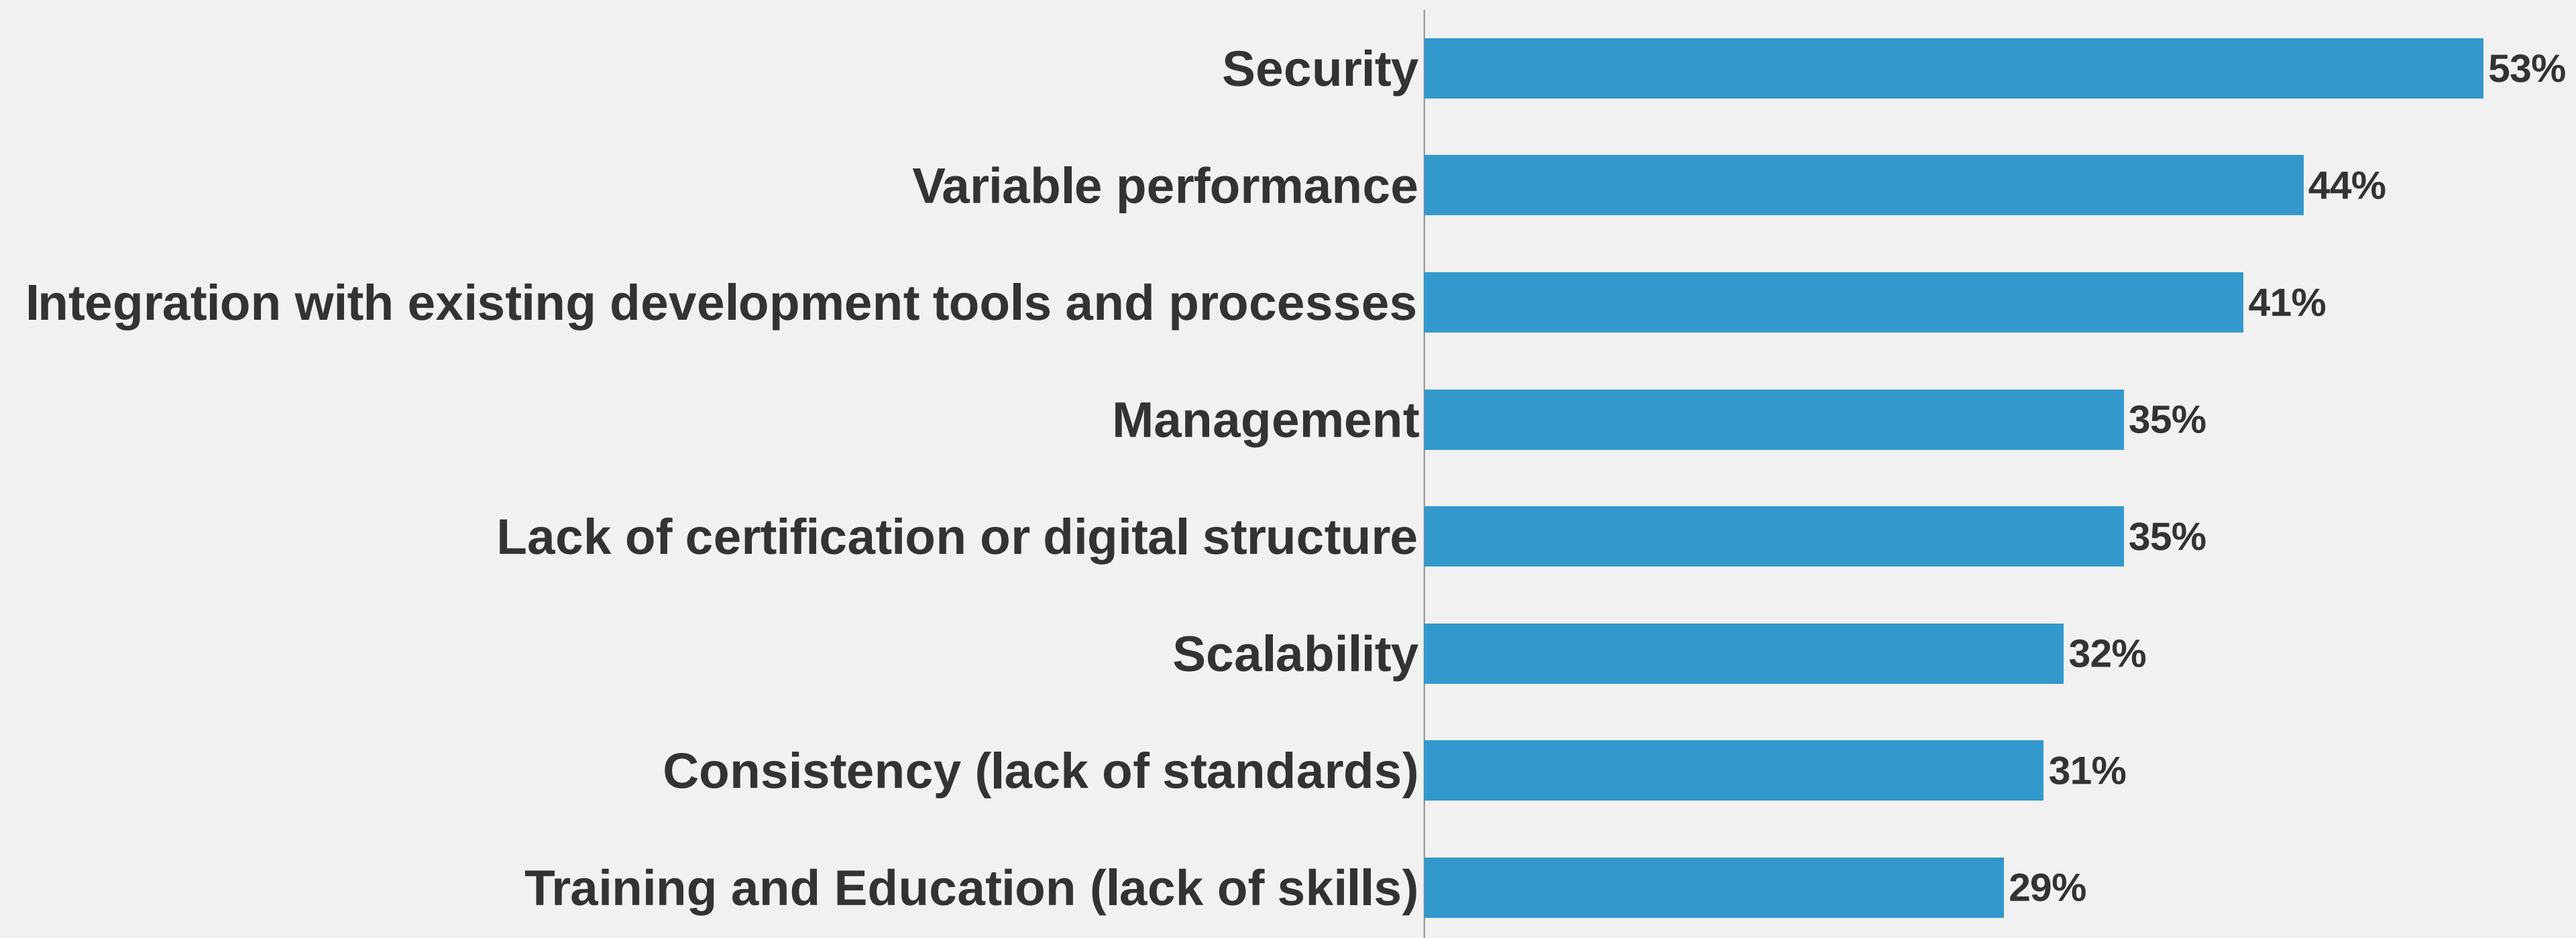 Security 53%
Variable performance 44%
Integration with existing development tools and processes 41%
Management 35%
Lack of certification or digital structure 35%
Scalability 32%
Consistency (lack of standards) 31%
Training and Education (lack of skills) 29%